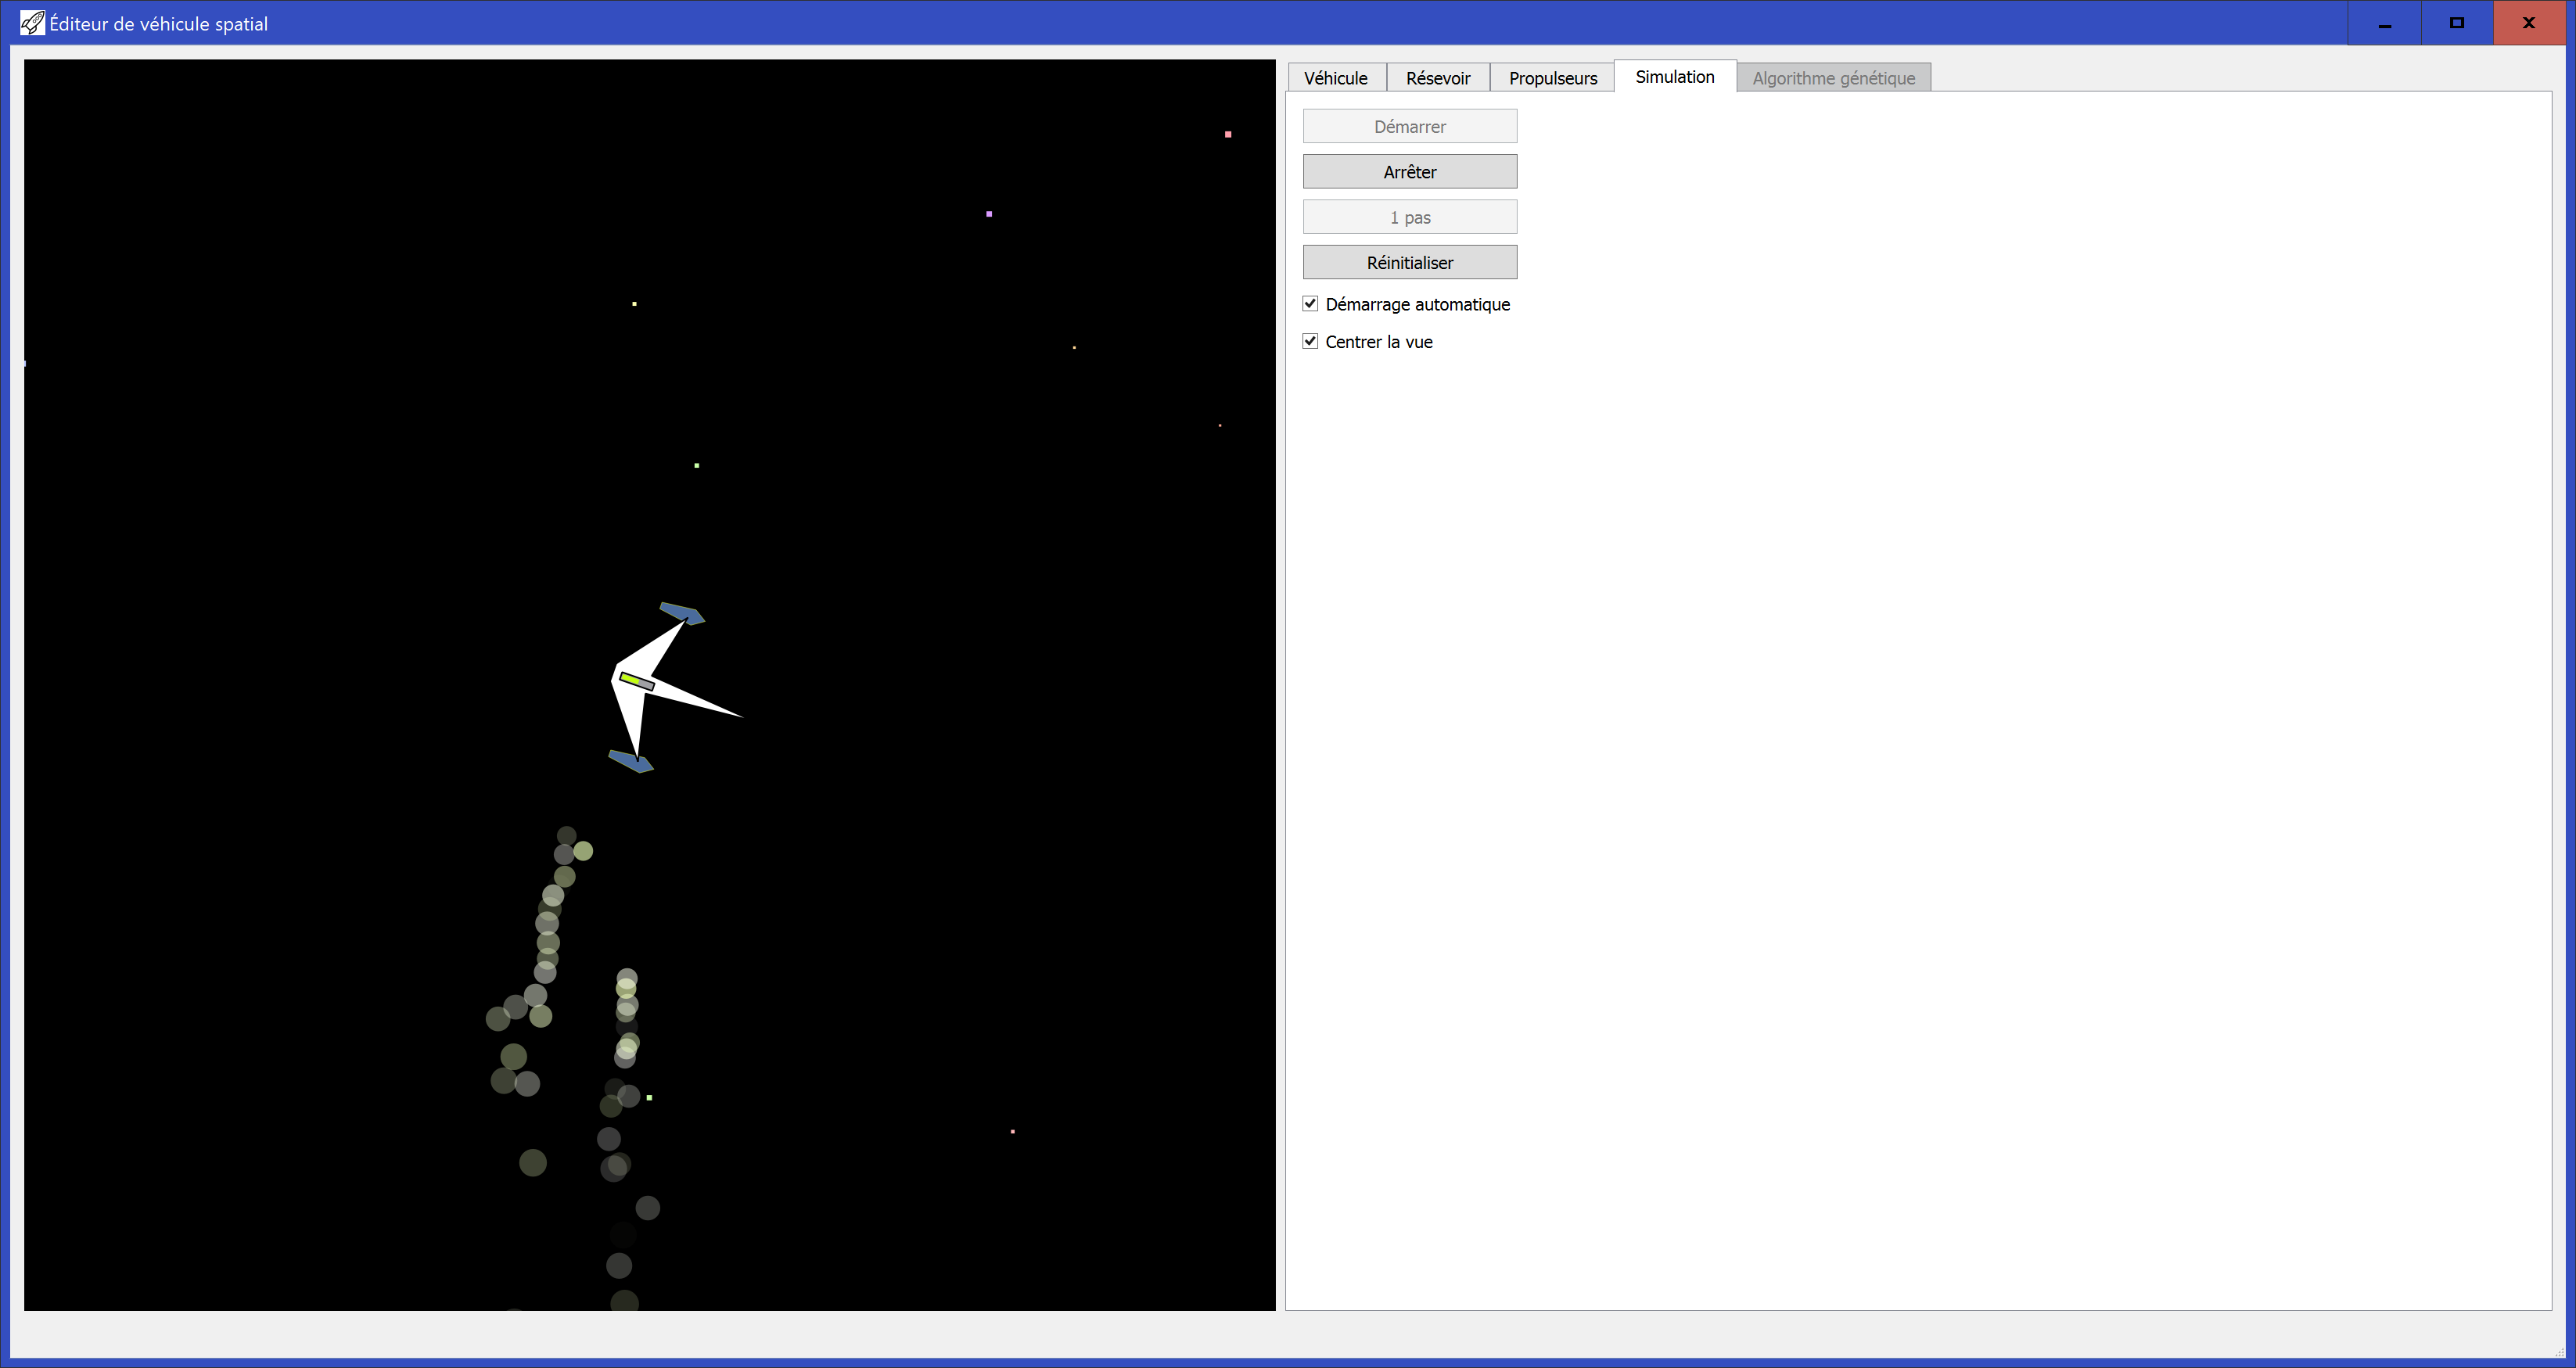 Éditeur de véhicule spatial
Véhicule Résevoir Propulseurs Simulation Algorithme génétique
Démarrer
Arrêter
1 pas
Réinitialiser
Démarrage automatique
Centrer la vue